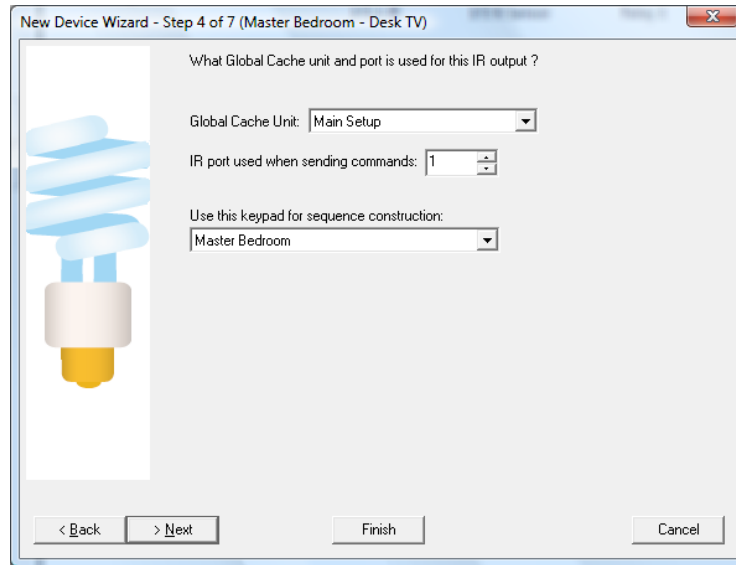 New Device Wizard - Step 4 of 7 (Master Bedroom - Desk TV)
What Global Cache unit and port is used for this IR output ?
Global Cache Unit: Main Setup
IR port used when sending commands: 1
Use this keypad for sequence construction:
Master Bedroom
< Back > Next Finish Cancel